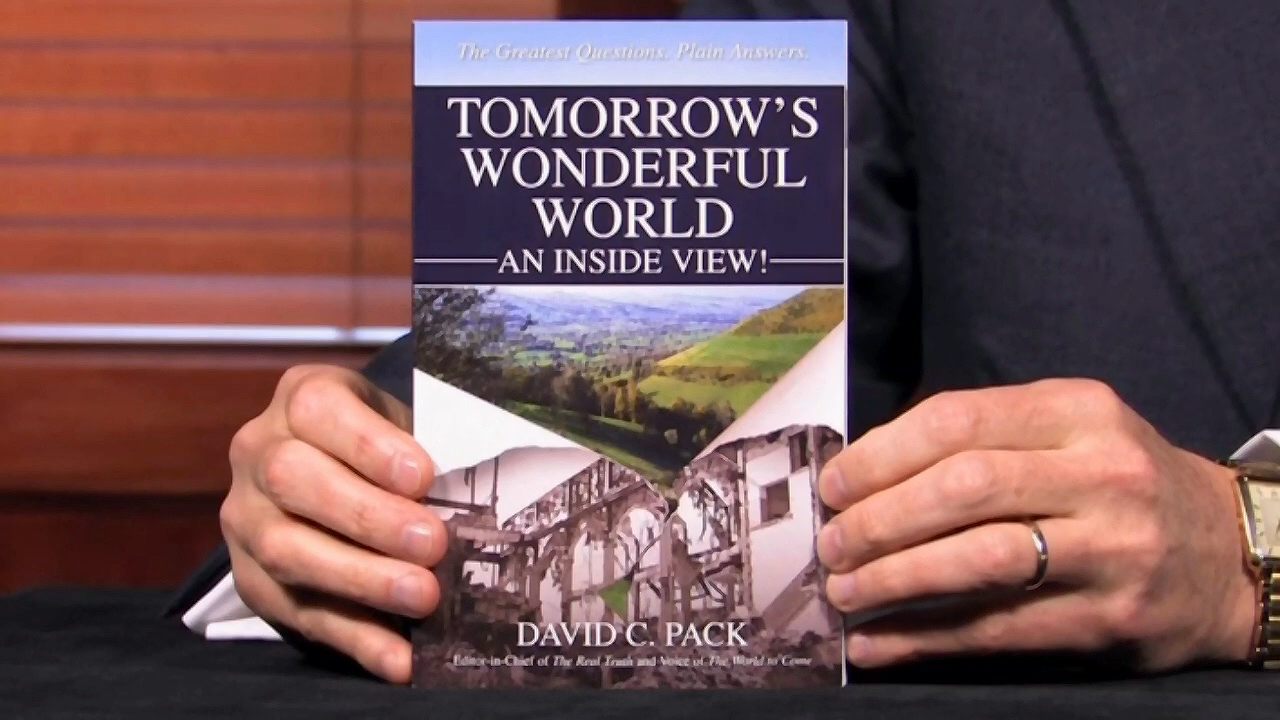 The Greatest Questions. Plain Answers.
TOMORROW'S
WONDERFUL
WORLD
AN INSIDE VIEW!
DAVID C. PACK
Editor-in-Chief of The Real Truth and Voice of The World to Come